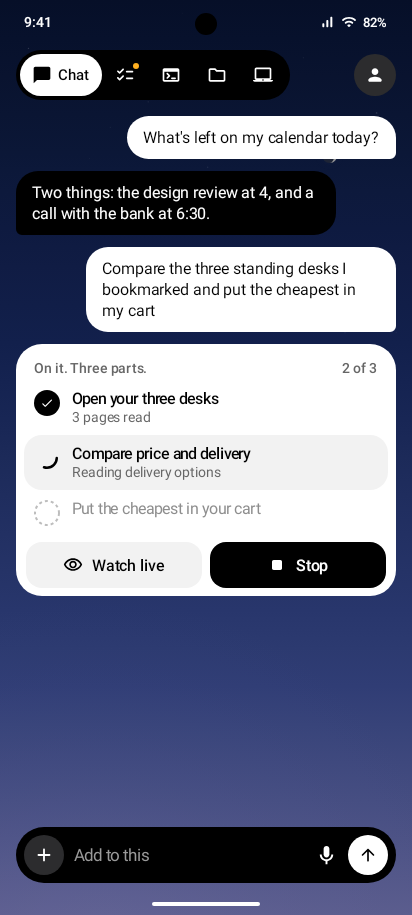 9:41
82%
Chat
What's left on my calendar today?
Two things: the design review at 4, and a
call with the bank at 6:30.
Compare the three standing desks I
bookmarked and put the cheapest in
my cart
On it. Three parts.
2 of 3
Open your three desks
3 pages read
Compare price and delivery
Reading delivery options
Put the cheapest in your cart
Watch live
Stop
Add to this